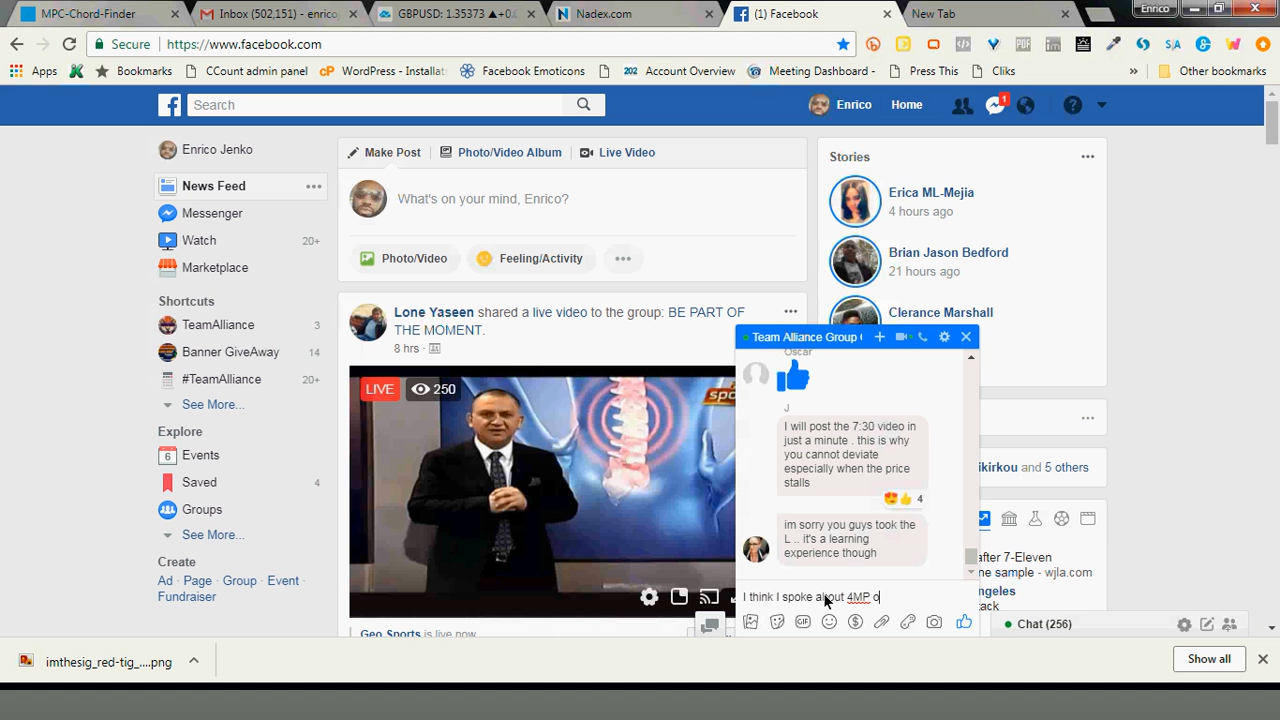 MPC-Chord-Finder
Inbox (502,151) - enrico
GBPUSD: 1.35373 ▲+0.
Nadex.com
(1) Facebook
New Tab
Enrico
Secure
https://www.facebook.com
Apps
Bookmarks
CCount admin panel
WordPress - Installat
Facebook Emoticons
202 Account Overview
Meeting Dashboard -
Press This
Cliks
»
Other bookmarks
Search
Enrico
Home
1
Enrico Jenko
News Feed
Messenger
Watch 20+
Marketplace
Shortcuts
TeamAlliance 3
Banner GiveAway 14
#TeamAlliance 20+
See More...
Explore
6 Events
Saved 4
Groups
See More...
Create
Ad · Page · Group · Event ·
Fundraiser
Make Post
Photo/Video Album
Live Video
What's on your mind, Enrico?
Photo/Video
Feeling/Activity
Lone Yaseen shared a live video to the group: BE PART OF
THE MOMENT.
8 hrs ·
LIVE 250
Geo Sports is live now.
Stories
Erica ML-Mejia
4 hours ago
Brian Jason Bedford
21 hours ago
Clerance Marshall
ikirkou and 5 others
after 7-Eleven
ne sample - wjla.com
ngeles
tack
Team Alliance Group
Oscar
J
I will post the 7:30 video in
just a minute . this is why
you cannot deviate
especially when the price
stalls
4
im sorry you guys took the
L .. it's a learning
experience though
I think I spoke about 4MP o
GIF
Chat (256)
imthesig_red-tig_....png
Show all